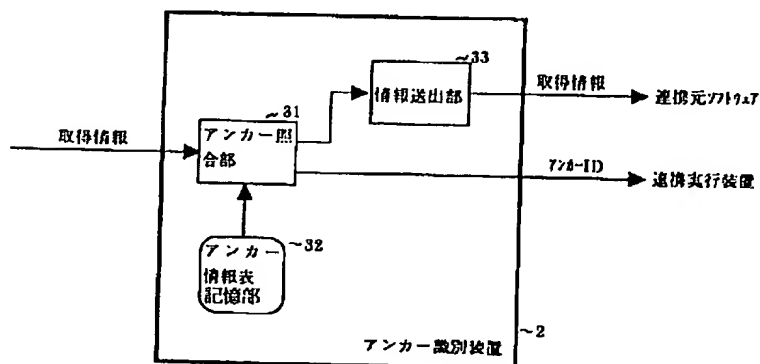 ~33
情報送出部
取得情報
連携元ソフトウェア
~31
アンカー照
合部
取得情報
アンカーID
連携実行装置
アンカー
情報表
記憶部
~32
~2
アンカー識別装置